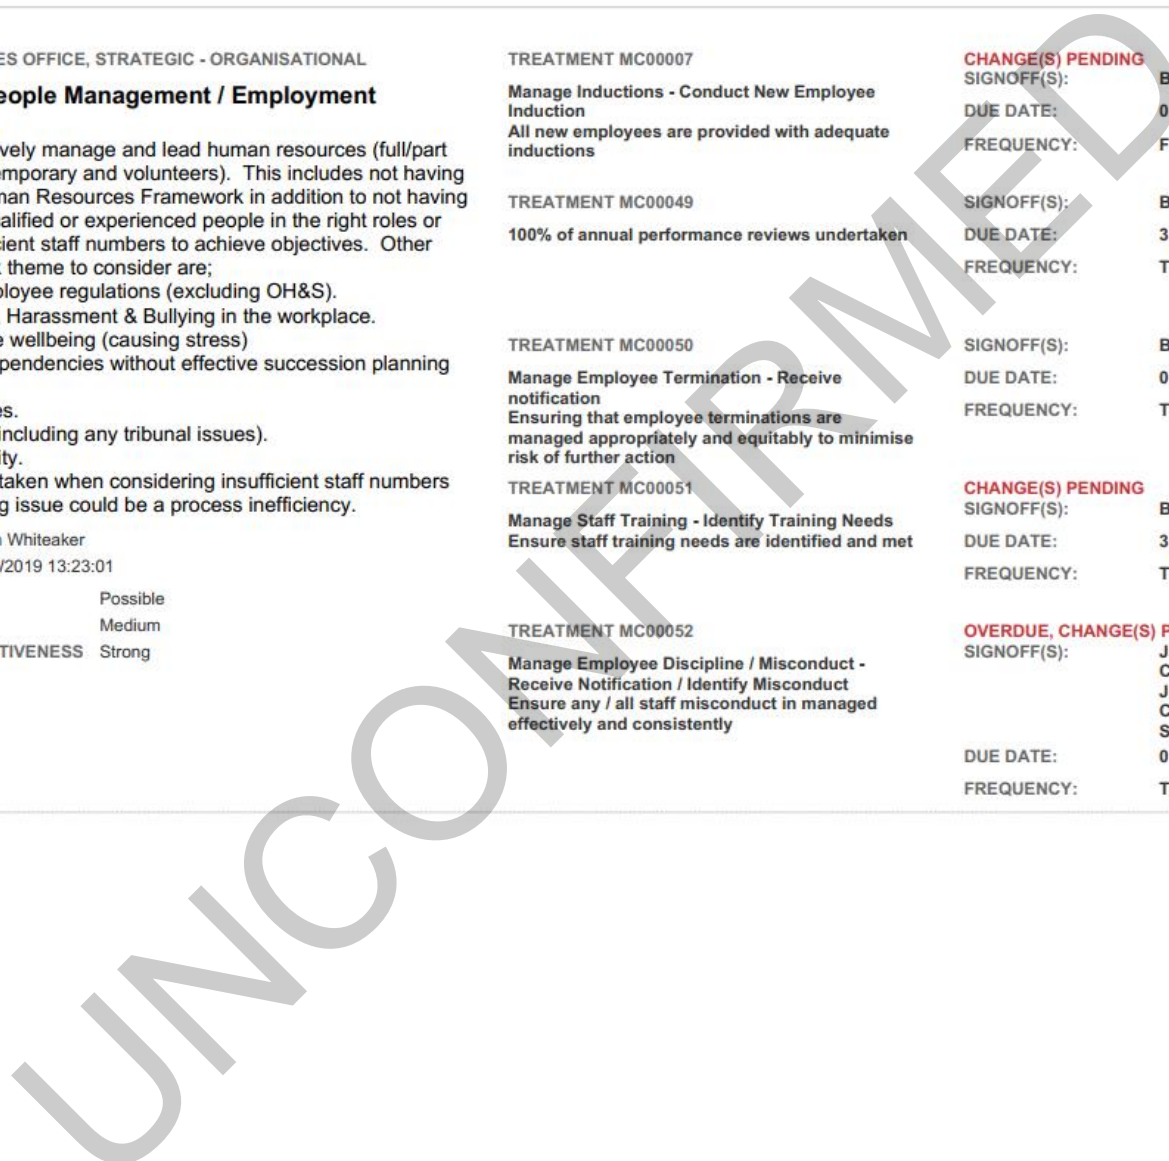 ES OFFICE, STRATEGIC - ORGANISATIONAL
eople Management / Employment
vely manage and lead human resources (full/part
mporary and volunteers). This includes not having
man Resources Framework in addition to not having
alified or experienced people in the right roles or
cient staff numbers to achieve objectives. Other
theme to consider are;
ployee regulations (excluding OH&S).
Harassment & Bullying in the workplace.
e wellbeing (causing stress)
pendencies without effective succession planning
es.
including any tribunal issues).
ity.
taken when considering insufficient staff numbers
g issue could be a process inefficiency.
Whiteaker
/2019 13:23:01
Possible
Medium
TIVENESS Strong
TREATMENT MC00007
Manage Inductions - Conduct New Employee
Induction
All new employees are provided with adequate
inductions
TREATMENT MC00049
100% of annual performance reviews undertaken
TREATMENT MC00050
Manage Employee Termination - Receive
notification
Ensuring that employee terminations are
managed appropriately and equitably to minimise
risk of further action
TREATMENT MC00051
Manage Staff Training - Identify Training Needs
Ensure staff training needs are identified and met
TREATMENT MC00052
Manage Employee Discipline / Misconduct -
Receive Notification / Identify Misconduct
Ensure any / all staff misconduct in managed
effectively and consistently
CHANGE(S) PENDING
SIGNOFF(S): B
DUE DATE: 0
FREQUENCY: F
SIGNOFF(S): B
DUE DATE: 3
FREQUENCY: T
SIGNOFF(S): B
DUE DATE: 0
FREQUENCY: T
CHANGE(S) PENDING
SIGNOFF(S): B
DUE DATE: 3
FREQUENCY: T
OVERDUE, CHANGE(S) P
SIGNOFF(S): J
C
J
C
S
DUE DATE: 0
FREQUENCY: T
UNCONFIRMED